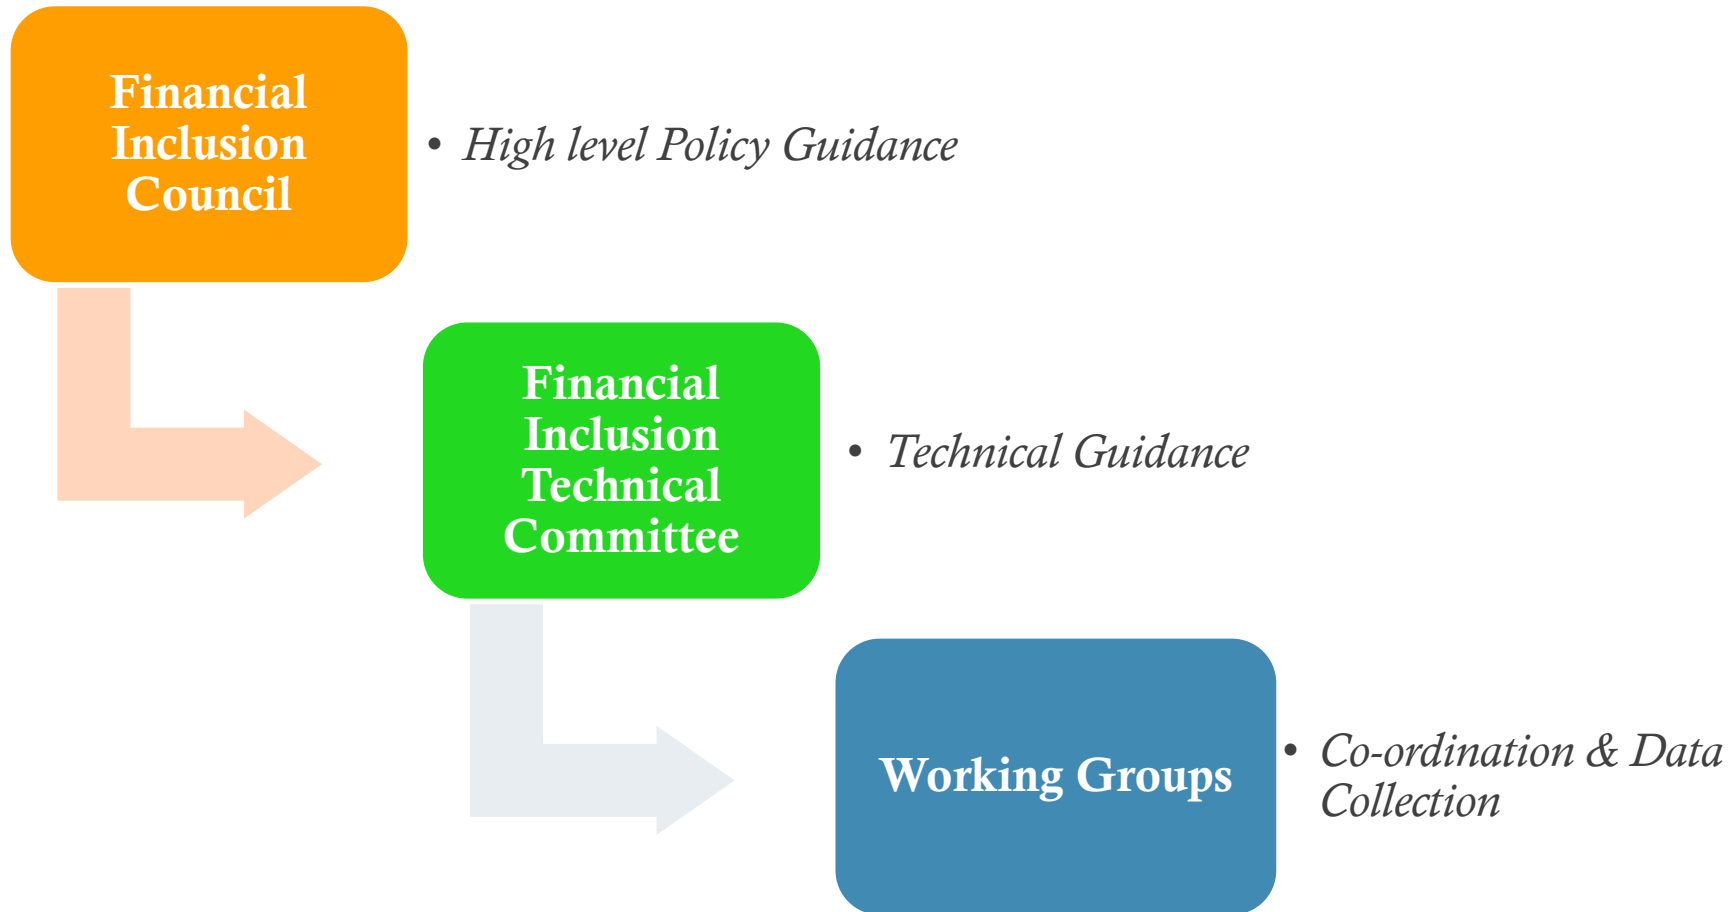 Financial
Inclusion
Council
• High level Policy Guidance
Financial
Inclusion
Technical
Committee
• Technical Guidance
Working Groups
• Co-ordination & Data
Collection